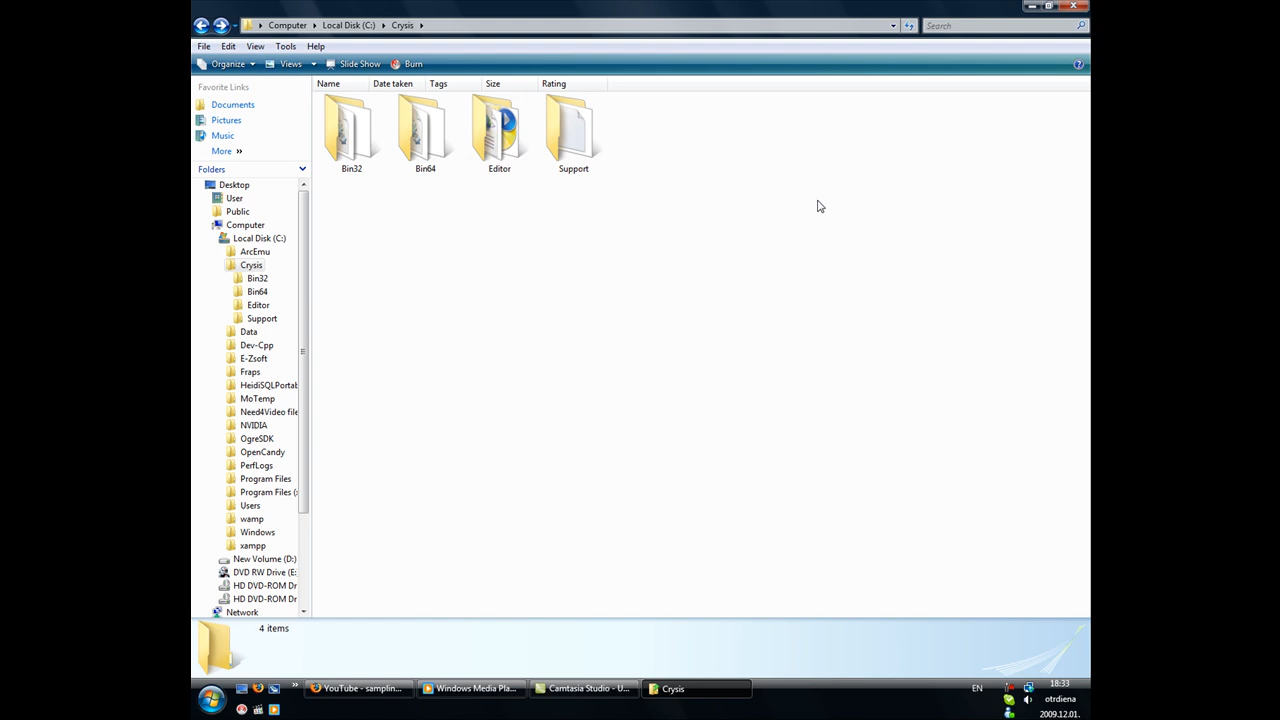 Computer Local Disk (C:) Crysis Search
File Edit View Tools Help
Organize Views Slide Show Burn
Favorite Links
Documents
Pictures
Music
More »
Folders
Desktop
User
Public
Computer
Local Disk (C:)
ArcEmu
Crysis
Bin32
Bin64
Editor
Support
Data
Dev-Cpp
E-Zsoft
Fraps
HeidiSQLPortab
MoTemp
Need4Video file
NVIDIA
OgreSDK
OpenCandy
PerfLogs
Program Files
Program Files (
Users
wamp
Windows
xampp
New Volume (D:)
DVD RW Drive (E:
HD DVD-ROM Dr
HD DVD-ROM Dr
Network
Name Date taken Tags Size Rating
Bin32 Bin64 Editor Support
4 items
YouTube - samplin... Windows Media Pla... Camtasia Studio - U... Crysis
EN
18:33
otrdiena
2009.12.01.